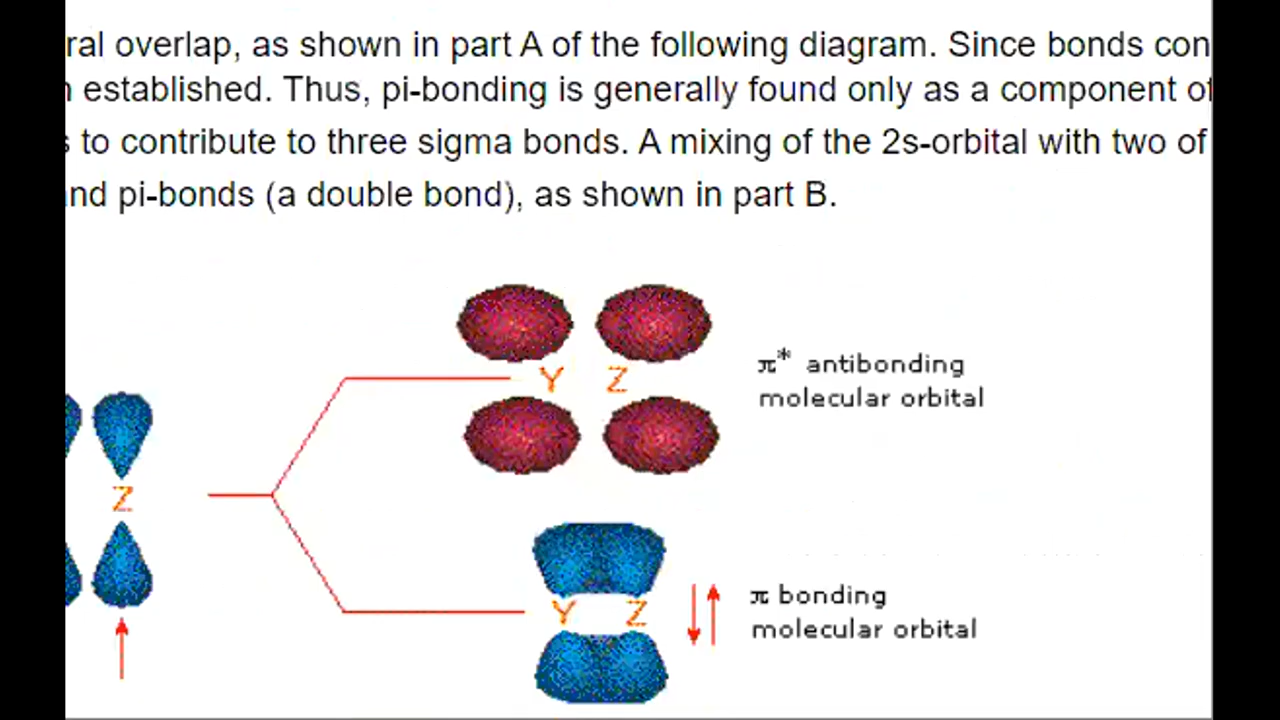 ral overlap, as shown in part A of the following diagram. Since bonds con
established. Thus, pi-bonding is generally found only as a component of
to contribute to three sigma bonds. A mixing of the 2s-orbital with two of
and pi-bonds (a double bond), as shown in part B.
Y Z
π* antibonding
molecular orbital
Z
Y Z
π bonding
molecular orbital